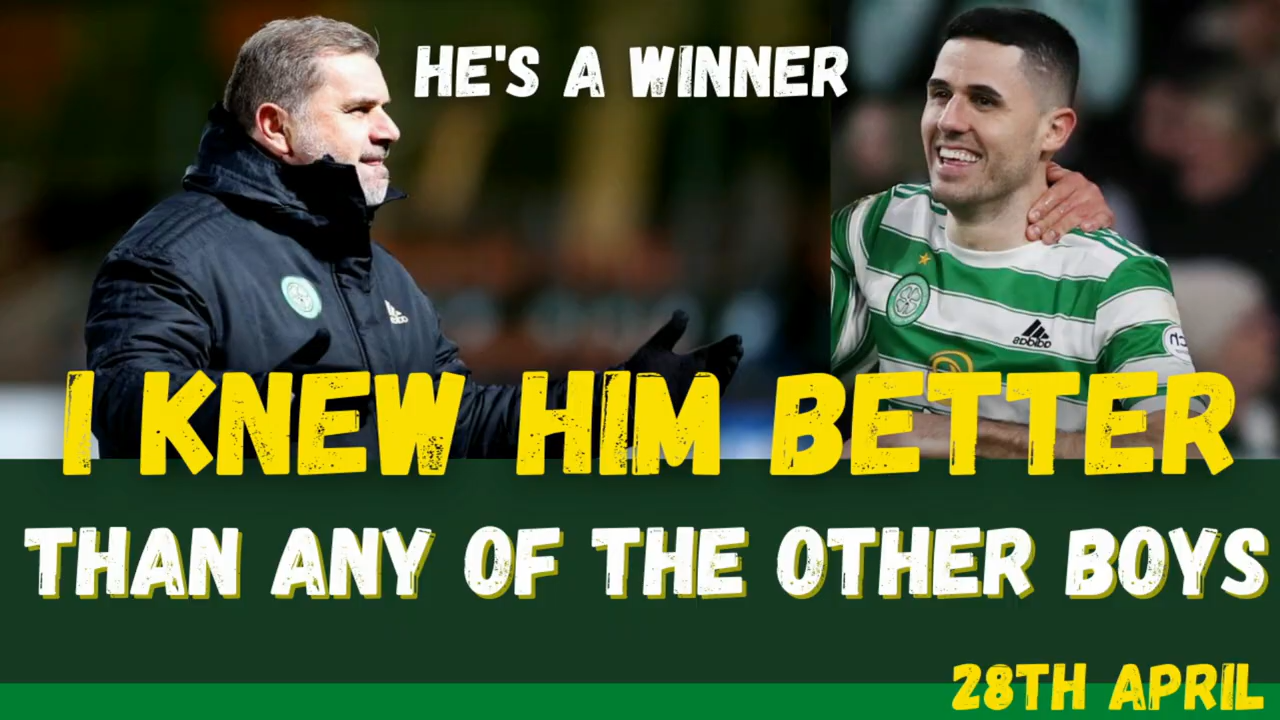 HE'S A WINNER
I KNEW HIM BETTER
THAN ANY OF THE OTHER BOYS
28TH APRIL